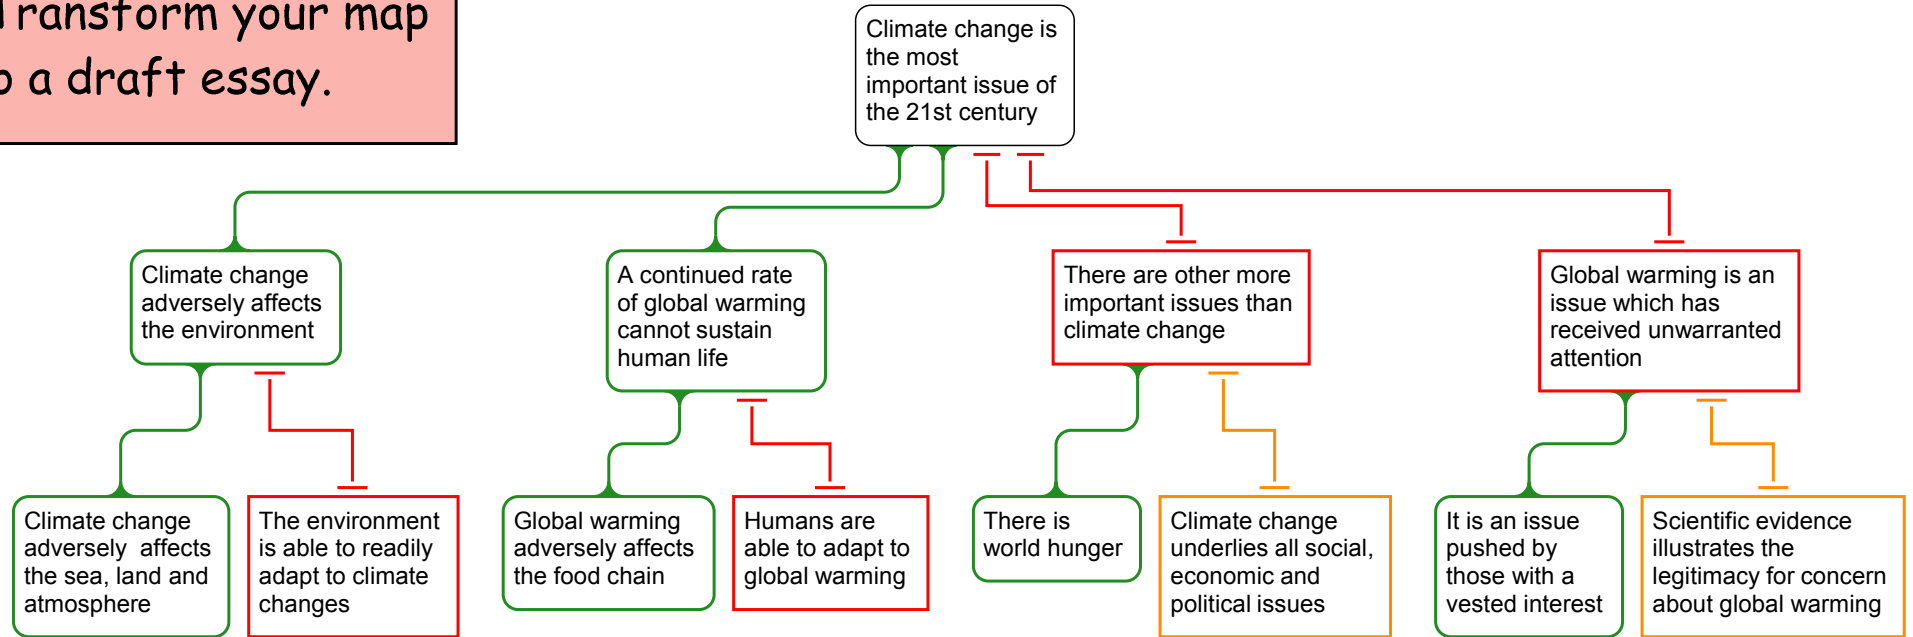 Transform your map
a draft essay.
Climate change is
the most
important issue of
the 21st century
Climate change
adversely affects
the environment
A continued rate
of global warming
cannot sustain
human life
There are other more
important issues than
climate change
Global warming is an
issue which has
received unwarranted
attention
Climate change
adversely affects
the sea, land and
atmosphere
The environment
is able to readily
adapt to climate
changes
Global warming
adversely affects
the food chain
Humans are
able to adapt to
global warming
There is
world hunger
Climate change
underlies all social,
economic and
political issues
It is an issue
pushed by
those with a
vested interest
Scientific evidence
illustrates the
legitimacy for concern
about global warming